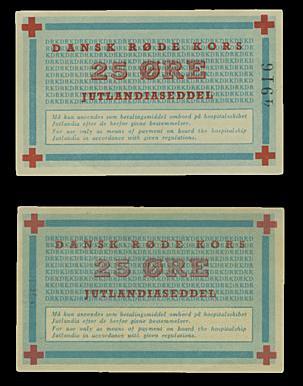 DANSK RØDE KORS
25 ØRE
JUTLANDIASEDDEL
4916
Må kun anvendes som betalingsmiddel ombord på hospitalsskibet
Jutlandia efter de herfor givne bestemmelser.
For use only as means of payment on board the hospitalship
Jutlandia in accordance with given regulations.
DANSK RØDE KORS
25 ØRE
JUTLANDIASEDDEL
Må kun anvendes som betalingsmiddel ombord på hospitalsskibet
Jutlandia efter de herfor givne bestemmelser.
For use only as means of payment on board the hospitalship
Jutlandia in accordance with given regulations.